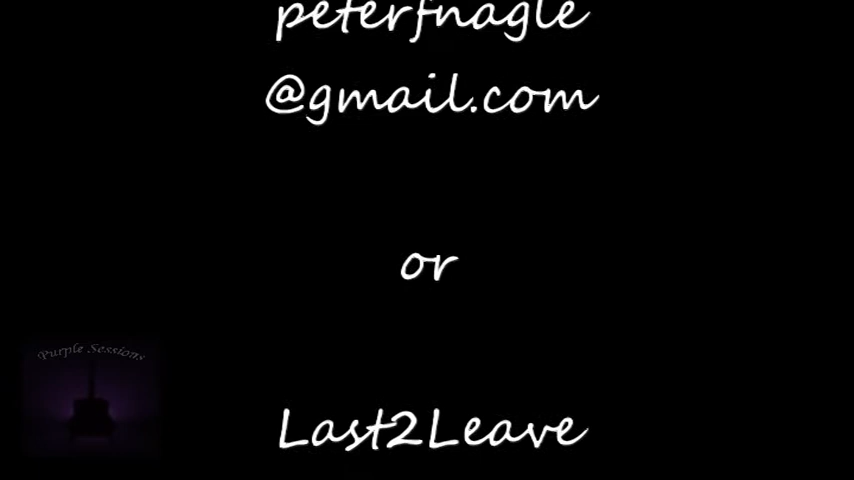 peterfnagle
@gmail.com
or
Purple Sessions
Last2Leave